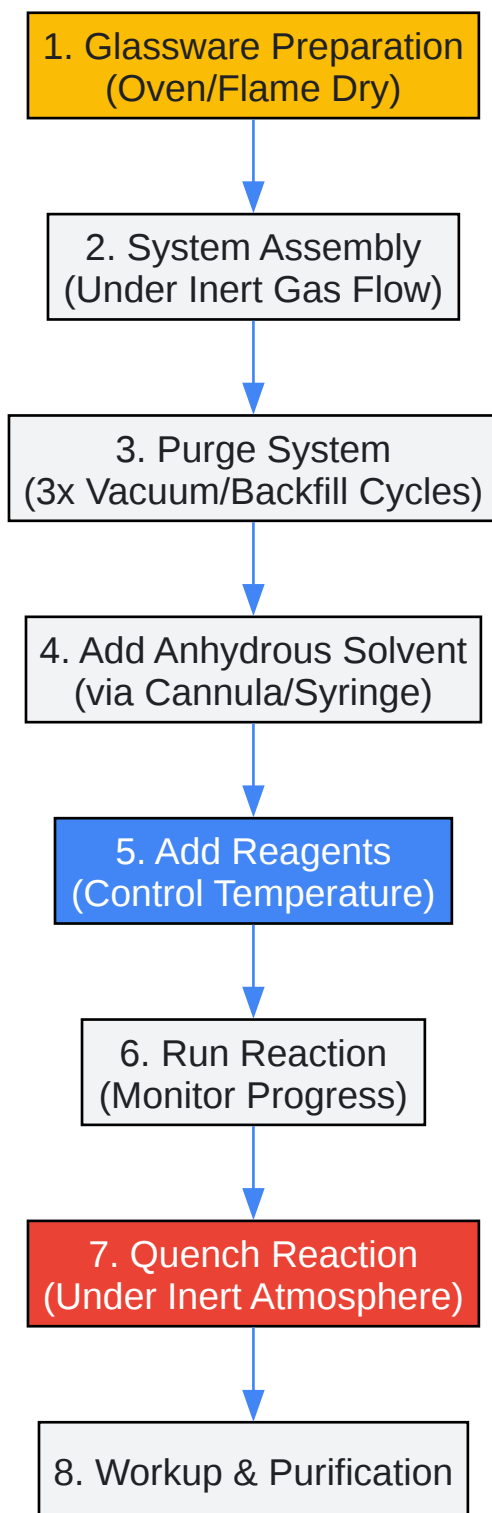 1. Glassware Preparation
(Oven/Flame Dry)
2. System Assembly
(Under Inert Gas Flow)
3. Purge System
(3x Vacuum/Backfill Cycles)
4. Add Anhydrous Solvent
(via Cannula/Syringe)
5. Add Reagents
(Control Temperature)
6. Run Reaction
(Monitor Progress)
7. Quench Reaction
(Under Inert Atmosphere)
8. Workup & Purification